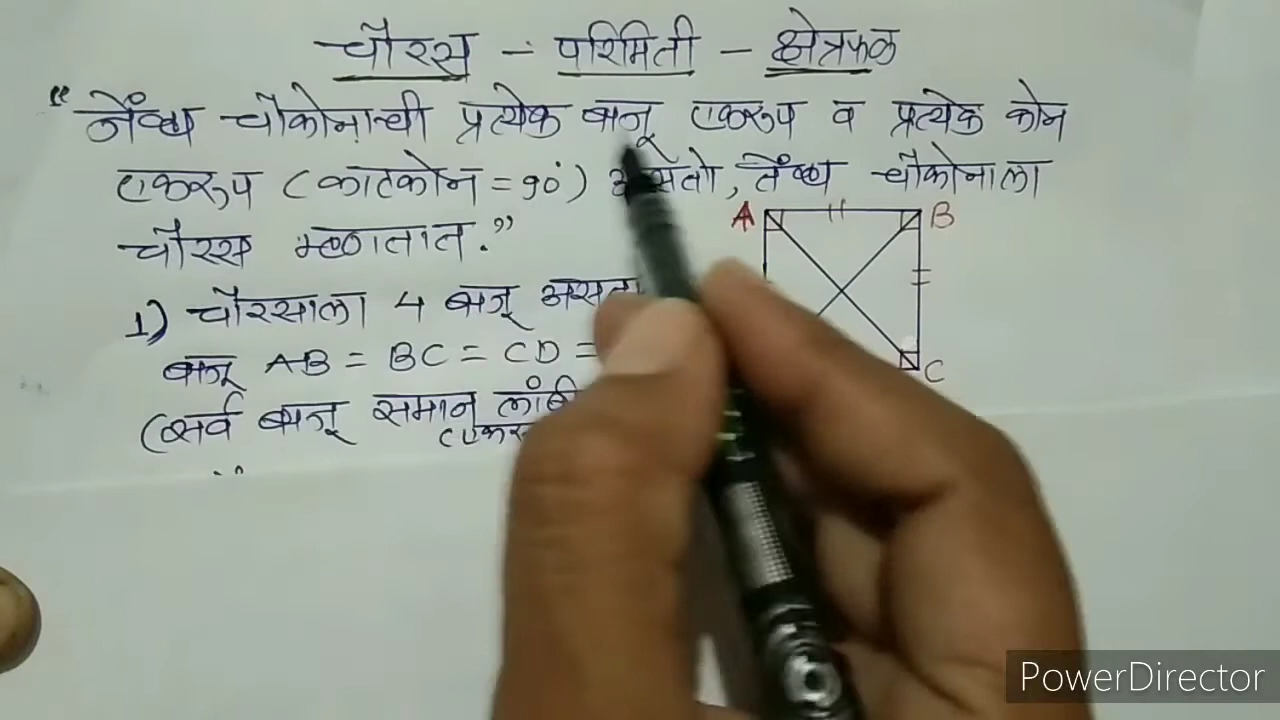 चौरस - परिमिती - क्षेत्रफळ
"ज्या चौकोनाची प्रत्येक बाजू एकरूप व प्रत्येक कोन
एकरूप (काटकोन = 90°) असेतो, त्या चौकोनाला
चौरस म्हणतात."
A B
1) चौरसाला 4 बाजू असता
बाजू AB = BC = CD =
C
(सर्व बाजू समान लांबी
PowerDirector